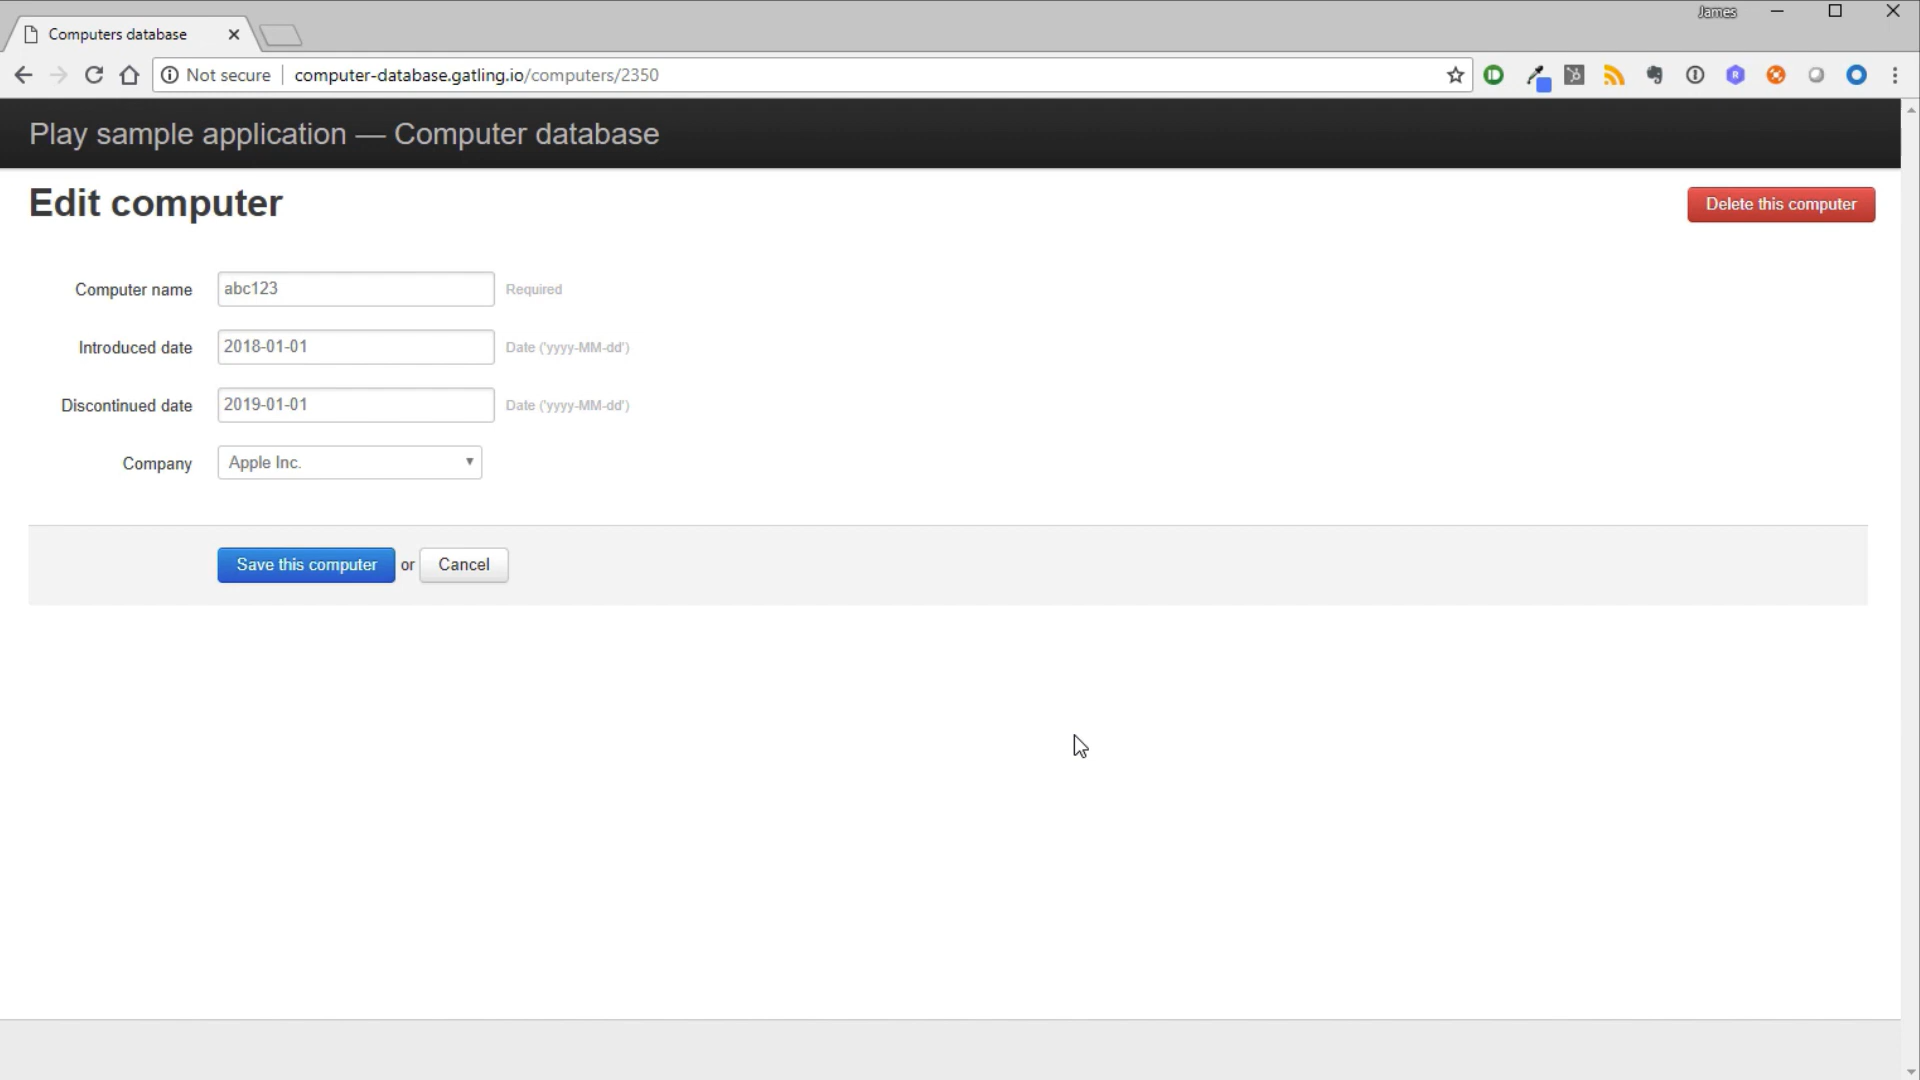 James
Computers database
Not secure computer-database.gatling.io/computers/2350
Play sample application — Computer database
Edit computer
Delete this computer
Computer name abc123 Required
Introduced date 2018-01-01 Date ('yyyy-MM-dd')
Discontinued date 2019-01-01 Date ('yyyy-MM-dd')
Company Apple Inc.
Save this computer or Cancel